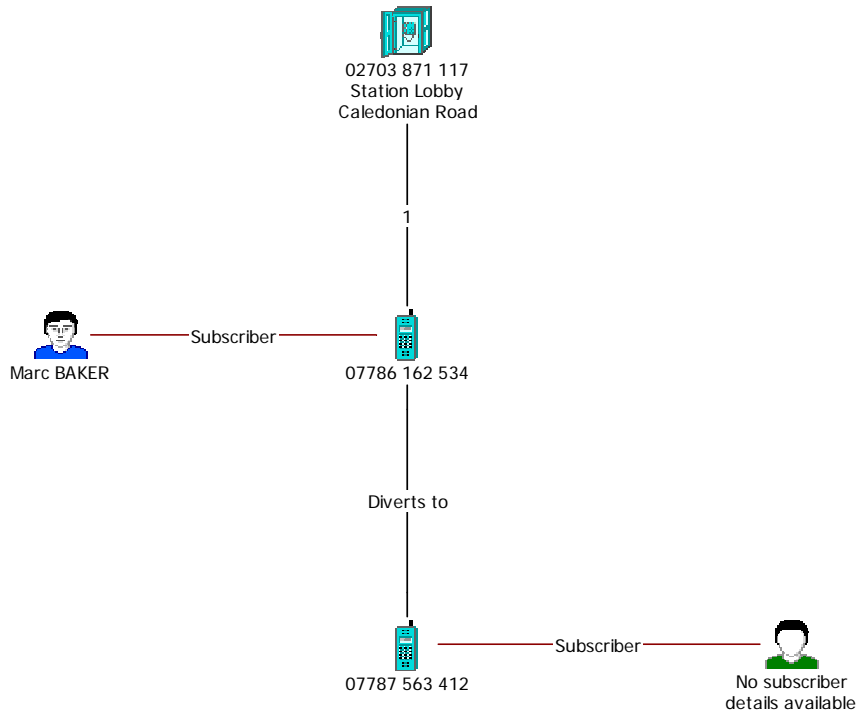 02703 871 117
Station Lobby
Caledonian Road
1
Subscriber
Marc BAKER
07786 162 534
Diverts to
Subscriber
07787 563 412
No subscriber
details available